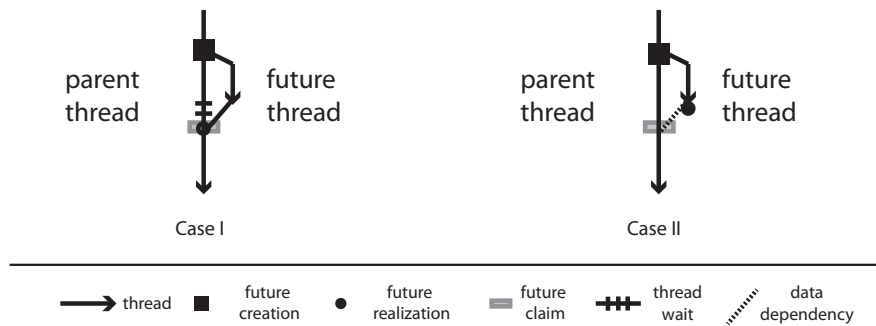 parent
thread
future
thread
parent
thread
future
thread
Case I
Case II
thread
future
creation
future
realization
future
claim
thread
wait
data
dependency